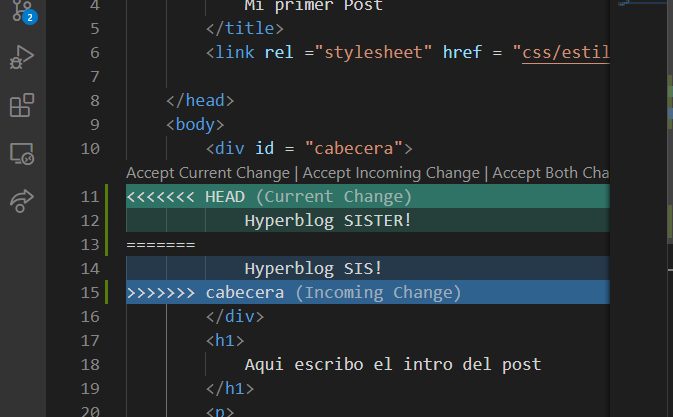 2
4 Mi primer Post
5 </title>
6 <link rel ="stylesheet" href = "css/estil
7
8 </head>
9 <body>
10 <div id = "cabecera">
Accept Current Change | Accept Incoming Change | Accept Both Cha
11 <<<<<<< HEAD (Current Change)
12 Hyperblog SISTER!
13 =======
14 Hyperblog SIS!
15 >>>>>>> cabecera (Incoming Change)
16 </div>
17 <h1>
18 Aqui escribo el intro del post
19 </h1>
20 <p>